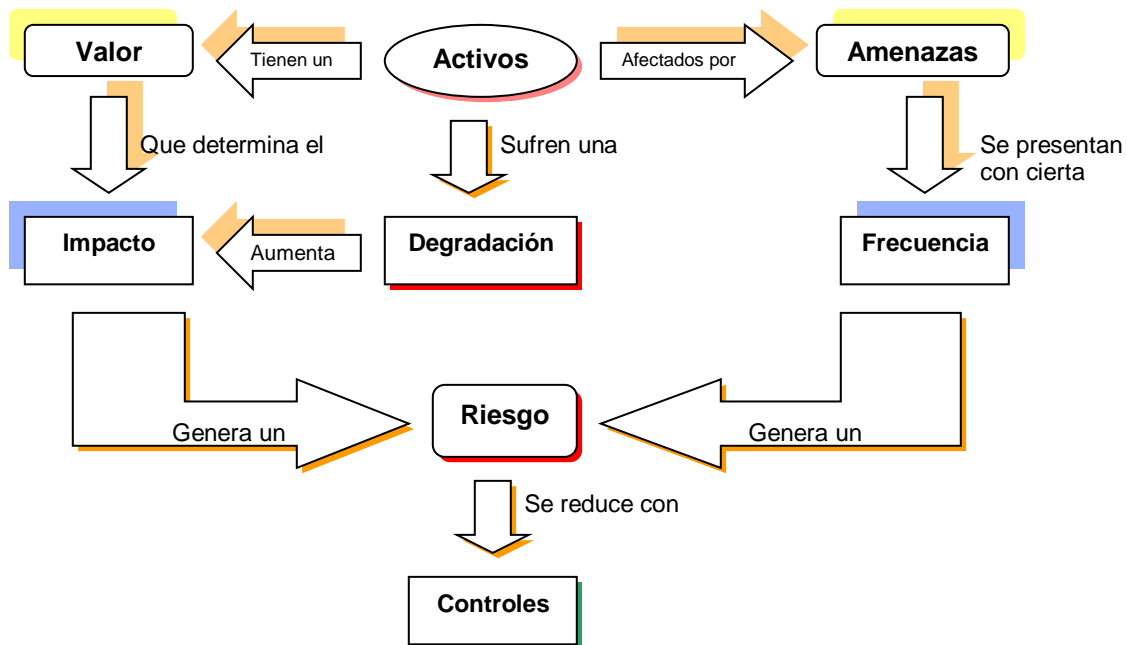 Valor
Tienen un
Activos
Afectados por
Amenazas
Que determina el
Sufren una
Se presentan
con cierta
Impacto
Aumenta
Degradación
Frecuencia
Genera un
Riesgo
Genera un
Se reduce con
Controles